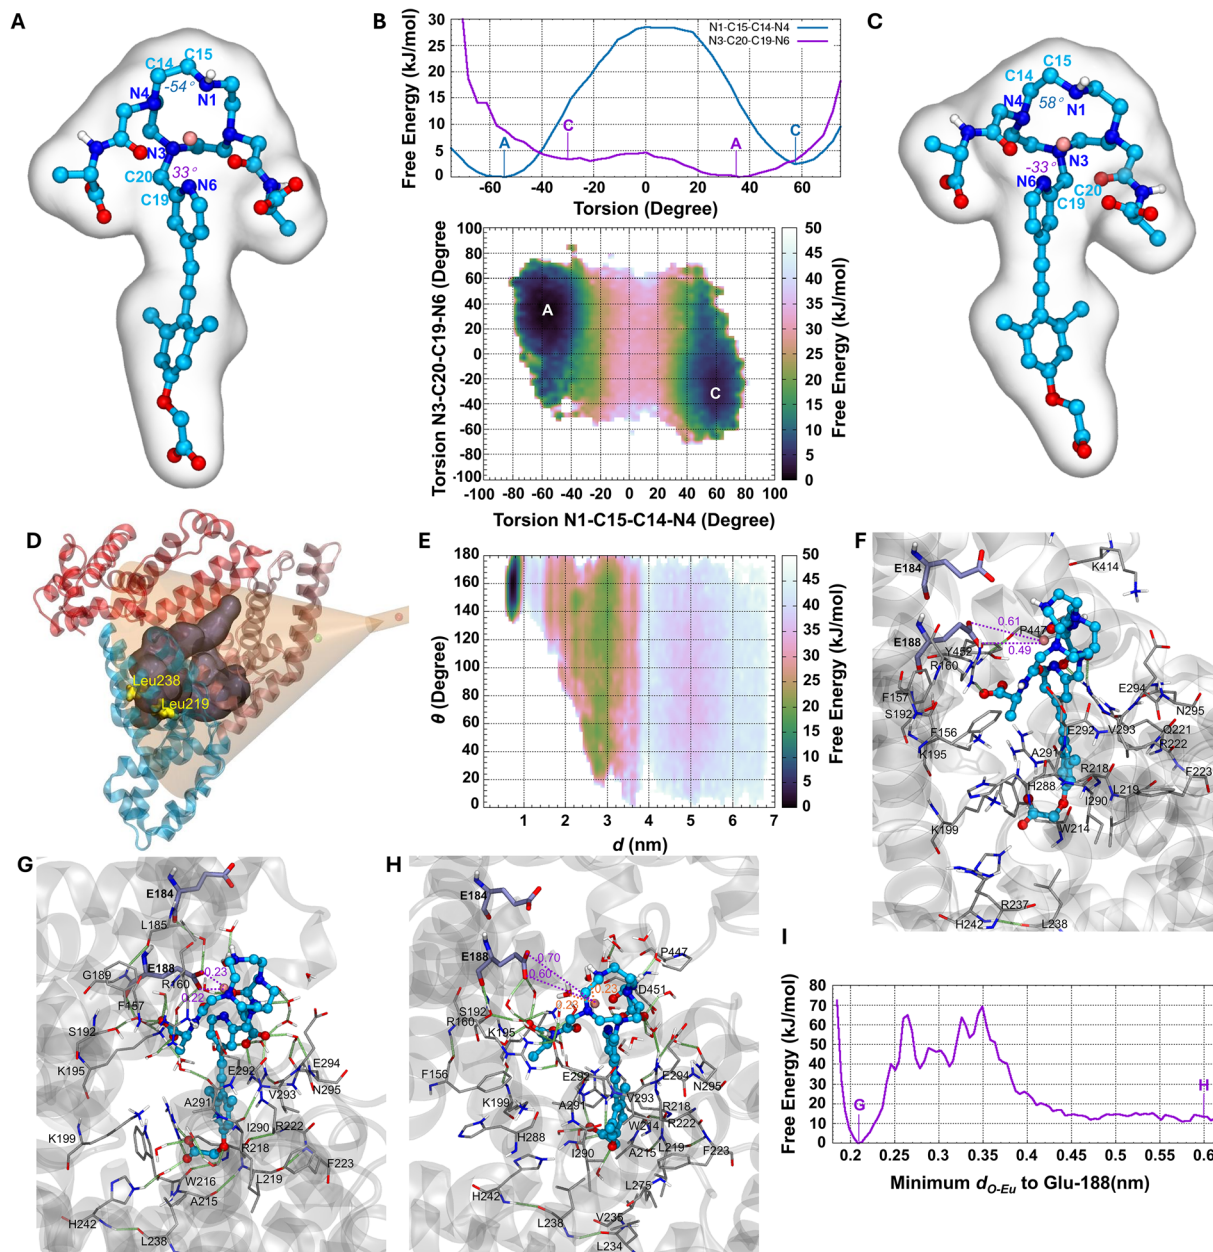 A
C15
C14
-54°
N4
N1
N3
C20
33°
N6
C19
B
Free Energy (kJ/mol)
30
25
20
15
10
5
0
N1-C15-C14-N4
N3-C20-C19-N6
A
C
A
C
-60
-40
-20
0
20
40
60
Torsion (Degree)
Torsion N3-C20-C19-N6 (Degree)
100
80
60
40
20
0
-20
-40
-60
-80
-100
A
C
-100
-80
-60
-40
-20
0
20
40
60
80
100
Torsion N1-C15-C14-N4 (Degree)
50
45
40
35
30
25
20
15
10
5
0
Free Energy (kJ/mol)
C
C15
C14
N4
58°
N1
N3
-33°
N6
C20
C19
D
Leu238
Leu219
E
θ (Degree)
180
160
140
120
100
80
60
40
20
0
1
2
3
4
5
6
7
d (nm)
50
45
40
35
30
25
20
15
10
5
0
Free Energy (kJ/mol)
F
E184
K414
0.61
P447
E188
0.49
Y452
R160
F157
E294
S192
N295
F156
E292
V293
Q221
K195
A291
R222
R218
F223
H288
L219
I290
K199
W214
R237
H242
L238
G
E184
L185
G189
E188
0.23
R160
F157
0.22
S192
E294
K195
E292
N295
V293
A291
I290
R222
K199
R218
F223
W216
L219
A215
H242
L238
H
E184
E188
0.70
P447
0.60
0.23
D451
S192
0.23
R160
K195
F156
E292
E294
N295
V293
K199
A291
R218
W214
R222
H288
I290
A215
L219
F223
L275
H242
V235
L238
L234
I
Free Energy (kJ/mol)
80
70
60
50
40
30
20
10
0
G
H
0.2
0.25
0.3
0.35
0.4
0.45
0.5
0.55
0.6
Minimum dO-Eu to Glu-188(nm)